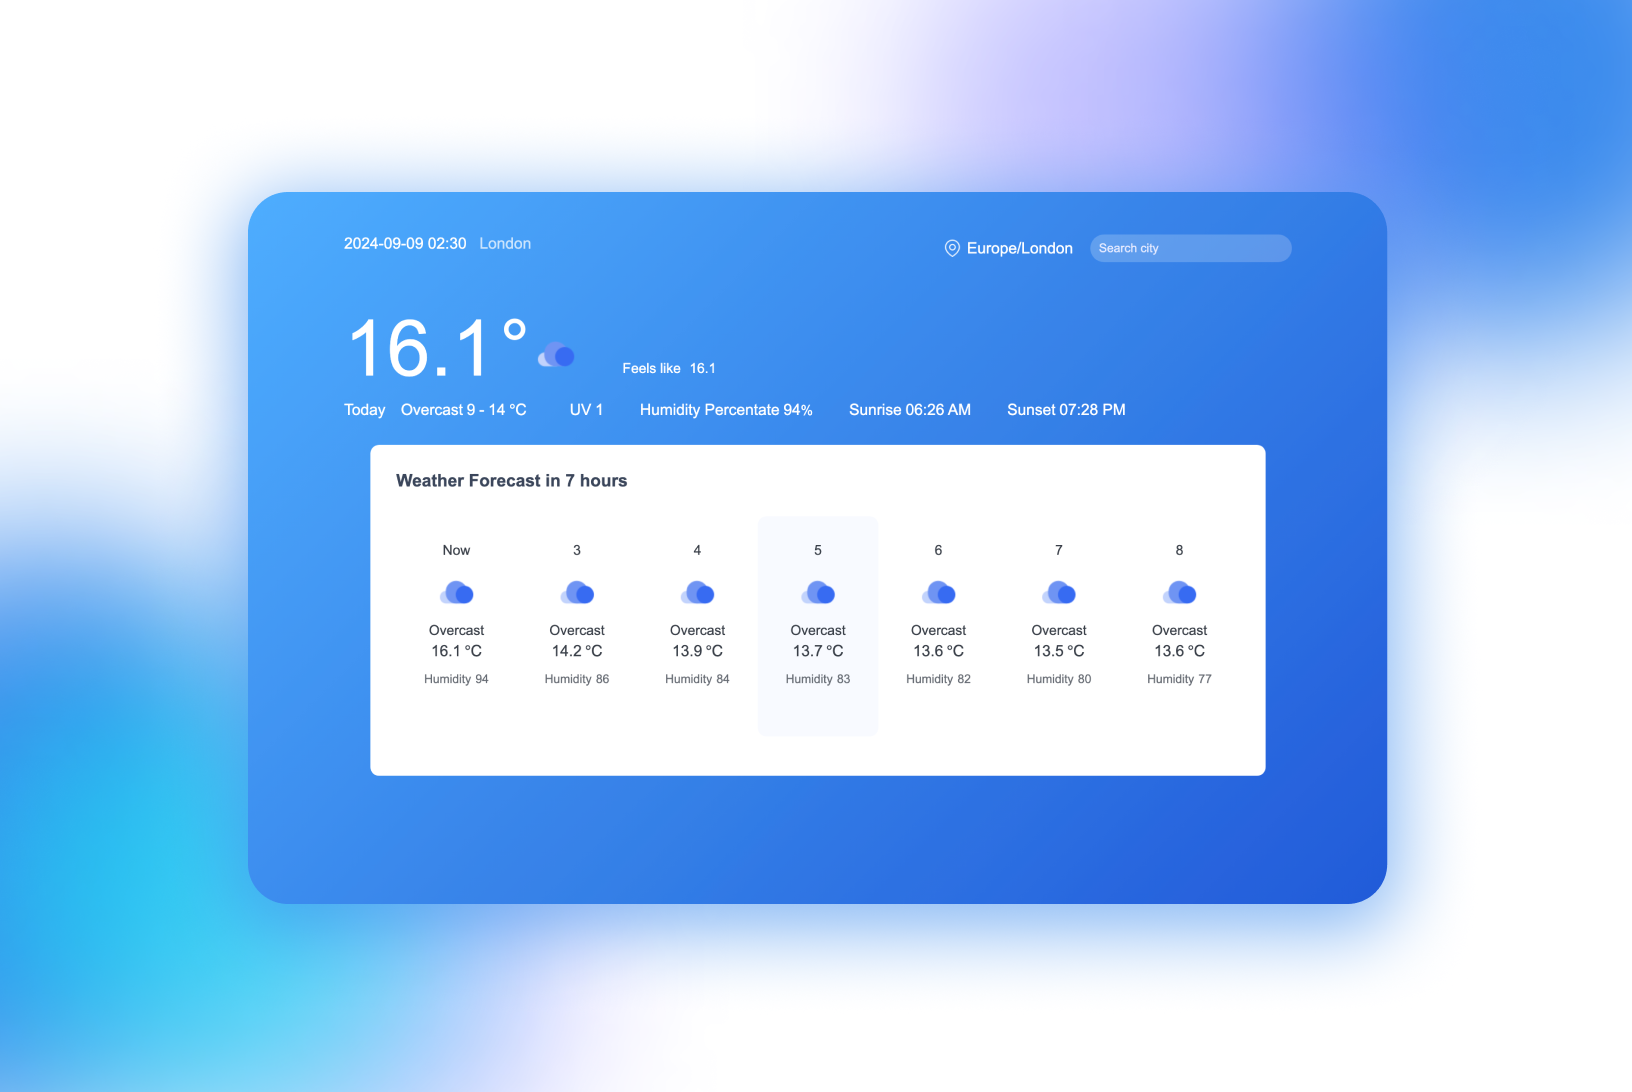 2024-09-09 02:30 London
Europe/London
Search city
16.1°
Feels like 16.1
Today Overcast 9 - 14 °C UV 1 Humidity Percentate 94% Sunrise 06:26 AM Sunset 07:28 PM
Weather Forecast in 7 hours
Now 3 4 5 6 7 8
Overcast Overcast Overcast Overcast Overcast Overcast Overcast
16.1 °C 14.2 °C 13.9 °C 13.7 °C 13.6 °C 13.5 °C 13.6 °C
Humidity 94 Humidity 86 Humidity 84 Humidity 83 Humidity 82 Humidity 80 Humidity 77